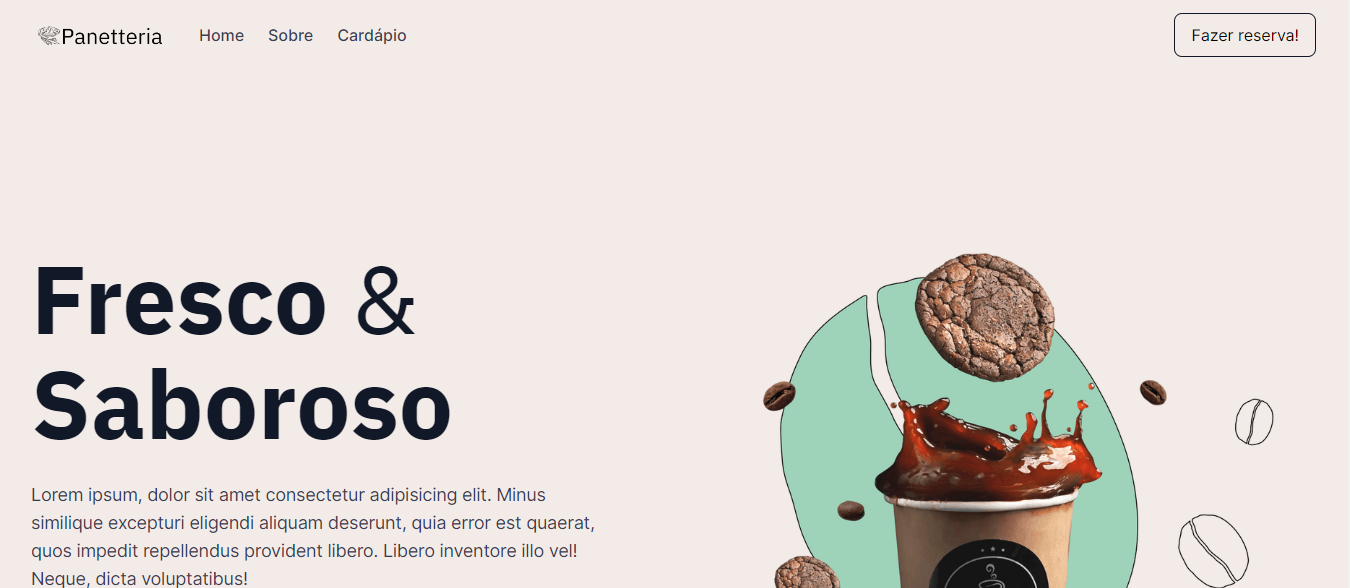 Panetteria Home Sobre Cardápio Fazer reserva!
Fresco &
Saboroso
Lorem ipsum, dolor sit amet consectetur adipisicing elit. Minus
similique excepturi eligendi aliquam deserunt, quia error est quaerat,
quos impedit repellendus provident libero. Libero inventore illo vel!
Neque, dicta voluptatibus!